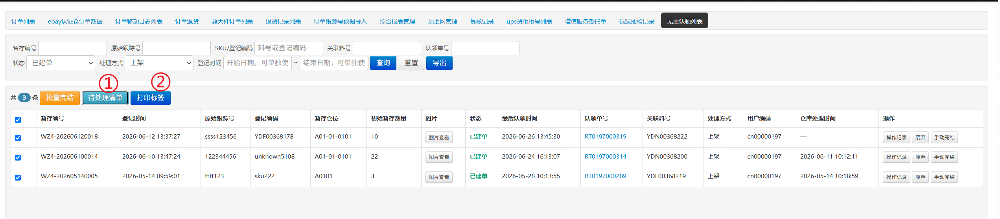 订单列表 ebay认证仓订单数据 订单移动日志列表 订单退货 超大件订单列表 退货记录列表 订单跟踪号数据导入 综合报表管理 预上网管理 复核记录 ups货柜柜号列表 增值服务委托单 包装抽检记录 无主认领列表
暂存编号 原始跟踪号 SKU/登记编码 料号或登记编码 关联料号 认领单号
状态 已建单 处理方式 上架 登记时间 开始日期，可单独使 ~ 结束日期，可单独使 查询 重置 导出
① ②
共 3 条 批量完结 待处理清单 打印标签
暂存编号 登记时间 原始跟踪号 登记编码 暂存仓位 初始暂存数量 图片 状态 最后认领时间 认领单号 关联料号 处理方式 用户编码 仓库处理时间 操作
WZ4-202606120018 2026-06-12 13:37:27 ssss123456 YDF00368178 A01-01-0101 10 图片查看 已建单 2026-06-26 13:45:30 RT0197000319 YDN00368222 上架 cn00000197 — 操作记录 废弃 手动完结
WZ4-202606100014 2026-06-10 13:47:24 122344456 unknown5108 A01-01-0101 22 图片查看 已建单 2026-06-24 16:13:07 RT0197000314 YDN00368200 上架 cn00000197 2026-06-11 10:12:11 操作记录 废弃 手动完结
WZ4-202605140005 2026-05-14 09:59:01 tttt123 sku222 A0101 3 图片查看 已建单 2026-05-28 10:13:55 RT0197000289 YDE00368219 上架 cn00000197 2026-05-14 10:18:59 操作记录 废弃 手动完结